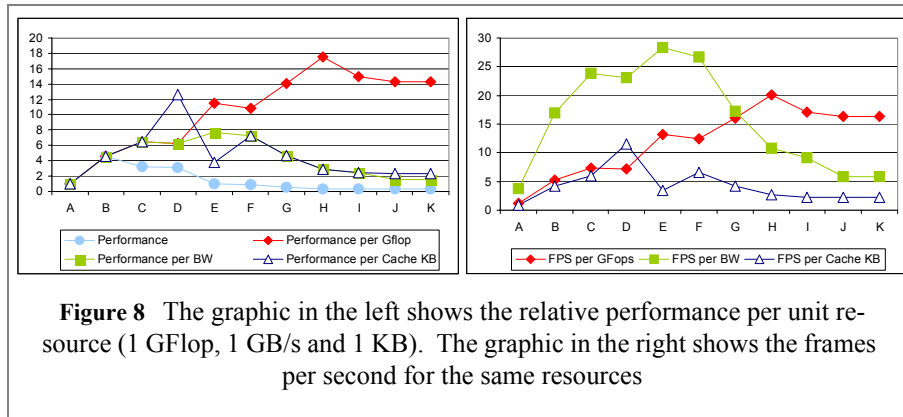 20
18
16
14
12
10
8
6
4
2
0
A B C D E F G H I J K
Performance Performance per Gflop
Performance per BW Performance per Cache KB
30
25
20
15
10
5
0
A B C D E F G H I J K
FPS per GFops FPS per BW FPS per Cache KB
Figure 8 The graphic in the left shows the relative performance per unit re-
source (1 GFlop, 1 GB/s and 1 KB). The graphic in the right shows the frames
per second for the same resources